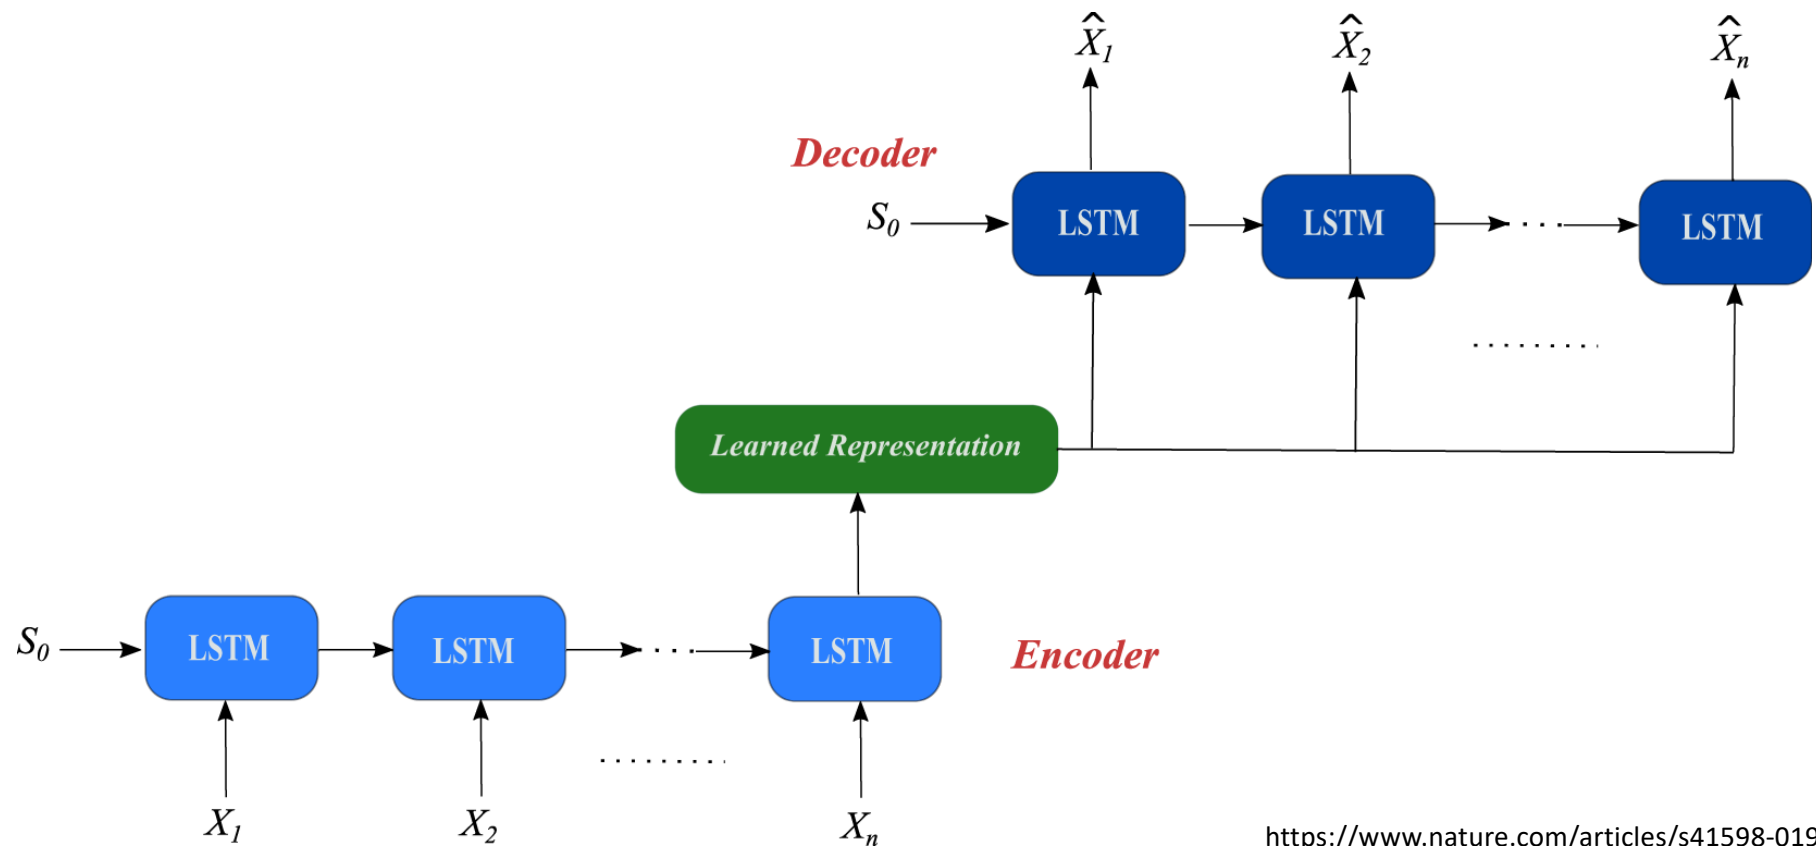 X̂₁ X̂₂ X̂ₙ
Decoder
S₀ LSTM LSTM . . . . LSTM
. . . . . . . . .
Learned Representation
S₀ LSTM LSTM . . . . LSTM
Encoder
. . . . . . . . .
X₁ X₂ Xₙ
https://www.nature.com/articles/s41598-019